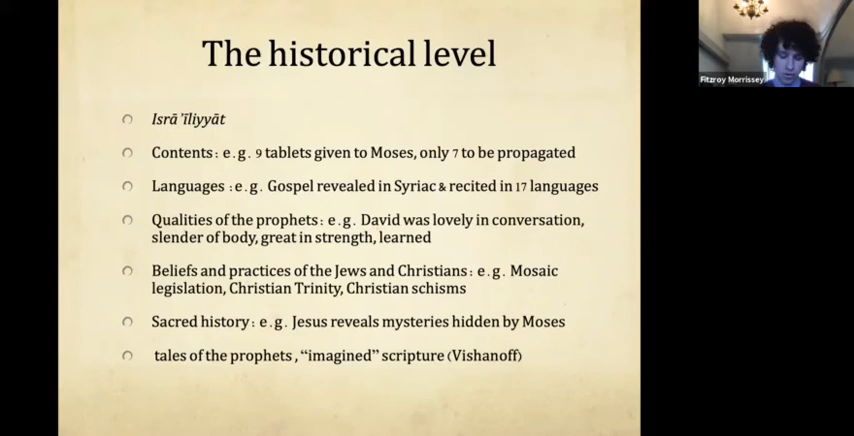 The historical level
Isrā'īliyyāt
Contents: e.g. 9 tablets given to Moses, only 7 to be propagated
Languages :e.g. Gospel revealed in Syriac & recited in 17 languages
Qualities of the prophets: e.g. David was lovely in conversation,
slender of body, great in strength, learned
Beliefs and practices of the Jews and Christians: e.g. Mosaic
legislation, Christian Trinity, Christian schisms
Sacred history: e.g. Jesus reveals mysteries hidden by Moses
tales of the prophets, “imagined” scripture (Vishanoff)
Fitzroy Morrissey